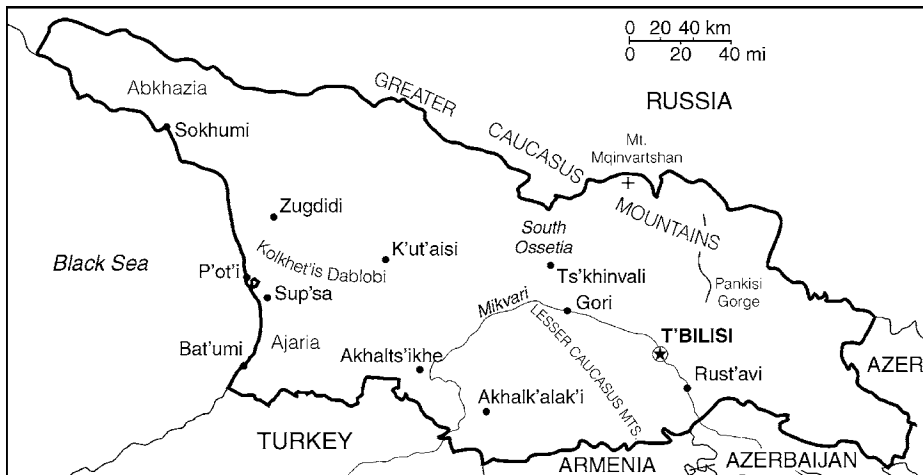 0 20 40 km
0 20 40 mi
Abkhazia
GREATER
RUSSIA
Sokhumi
CAUCASUS
Mt.
Mqinvartshan
Zugdidi
MOUNTAINS
South
Ossetia
Black Sea
Kolkhet'is Dablobi
K'ut'aisi
P'ot'i
Ts'khinvali
Pankisi
Gorge
Sup'sa
Mikvari
Gori
LESSER CAUCASUS MTS
T'BILISI
Bat'umi
Ajaria
Akhalts'ikhe
AZER
Rust'avi
Akhalk'alak'i
TURKEY
ARMENIA
AZERBAIJAN